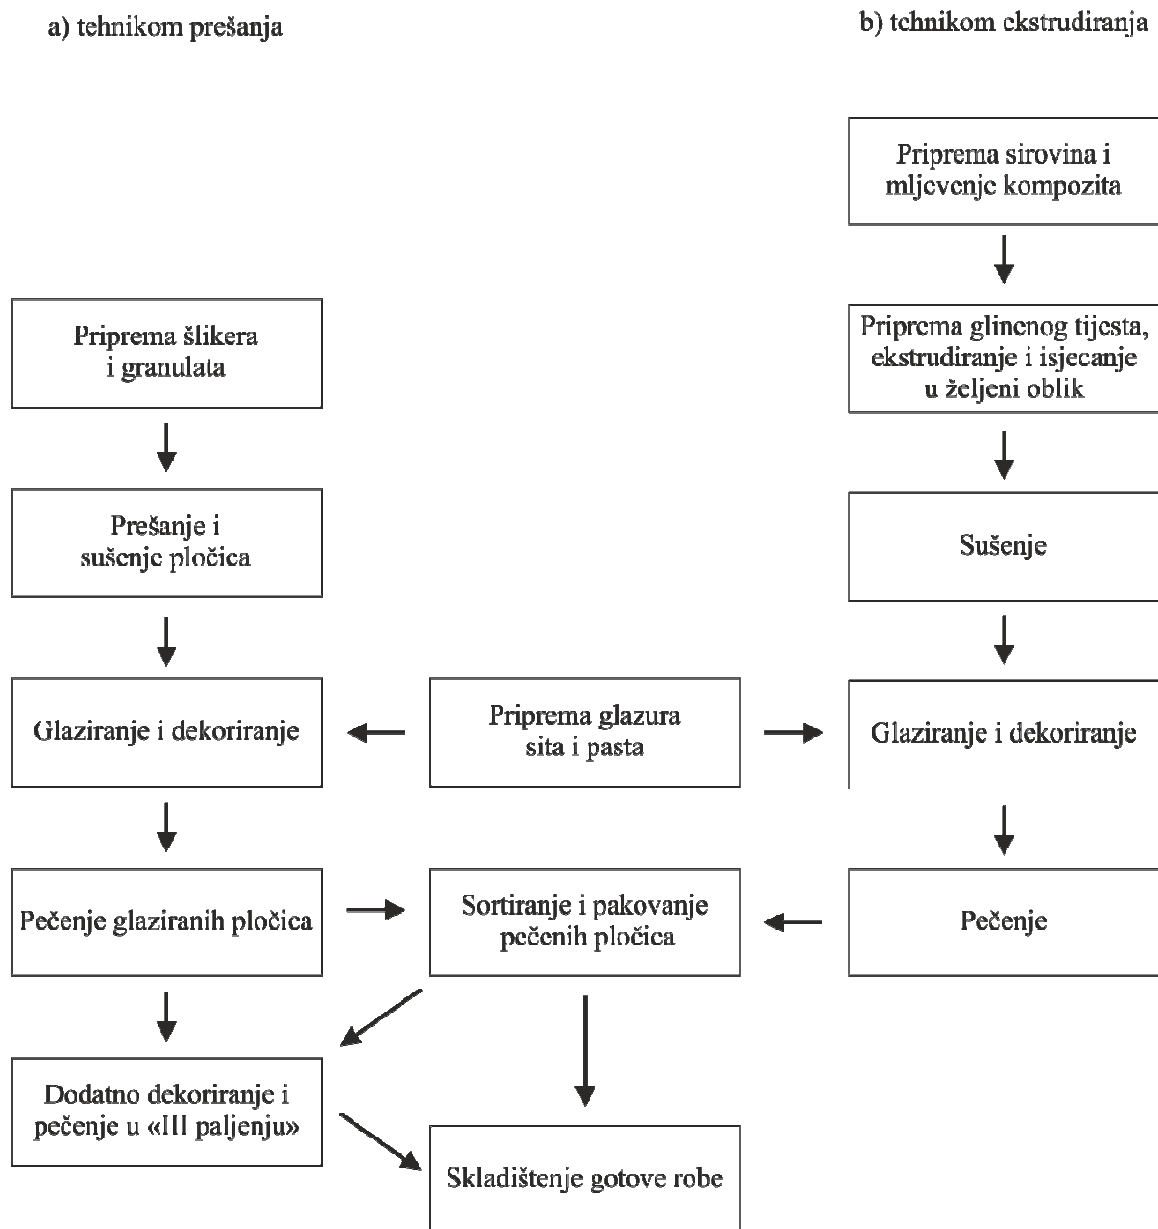 a) tehnikom prešanja
b) tehnikom ekstrudiranja
Priprema sirovina i
mljevenje kompozita
Priprema šlikera
i granulata
Priprema glinenog tijesta,
ekstrudiranje i isjecanje
u željeni oblik
Prešanje i
sušenje pločica
Sušenje
Glaziranje i dekoriranje
Priprema glazura
sita i pasta
Glaziranje i dekoriranje
Pečenje glaziranih pločica
Sortiranje i pakovanje
pečenih pločica
Pečenje
Dodatno dekoriranje i
pečenje u «III paljenju»
Skladištenje gotove robe